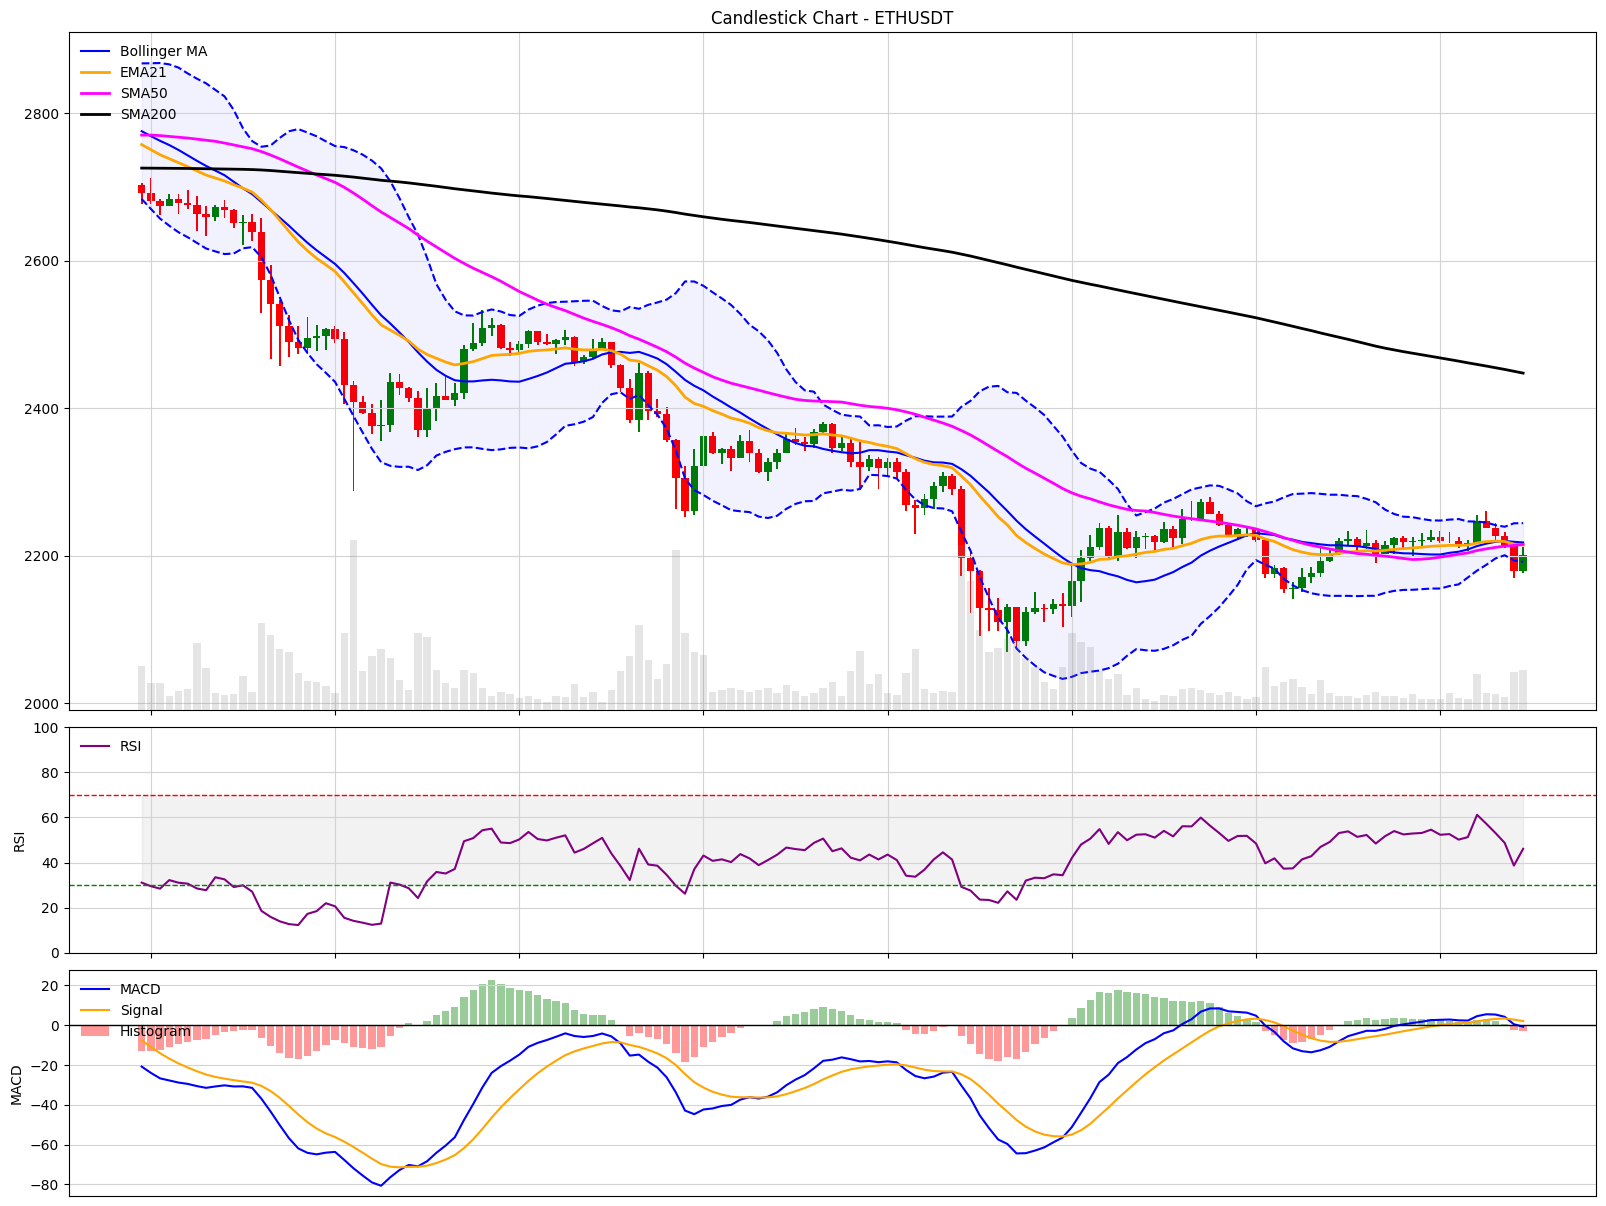 Candlestick Chart - ETHUSDT
Bollinger MA
EMA21
SMA50
SMA200
2800
2600
2400
2200
2000
RSI
100
80
60
40
20
0
RSI
MACD
Signal
Histogram
20
0
−20
−40
−60
−80
MACD